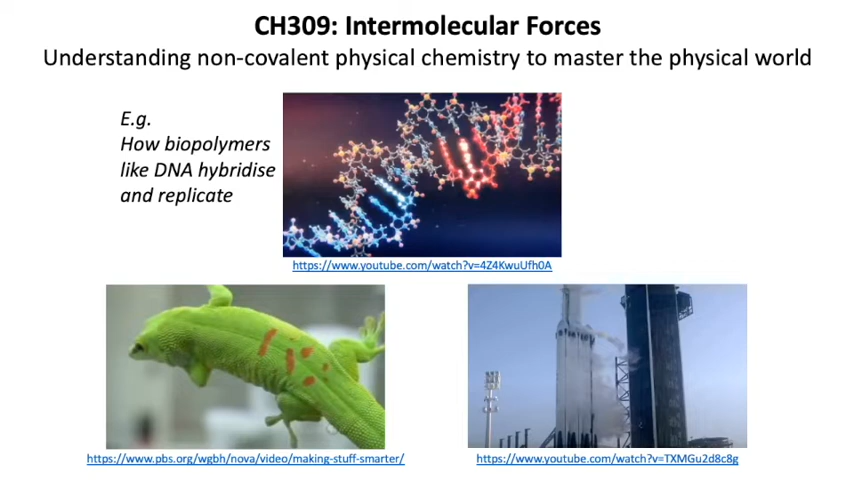 CH309: Intermolecular Forces
Understanding non-covalent physical chemistry to master the physical world
E.g.
How biopolymers
like DNA hybridise
and replicate
https://www.youtube.com/watch?v=4Z4KwuUfh0A
https://www.pbs.org/wgbh/nova/video/making-stuff-smarter/
https://www.youtube.com/watch?v=TXMGu2d8c8g